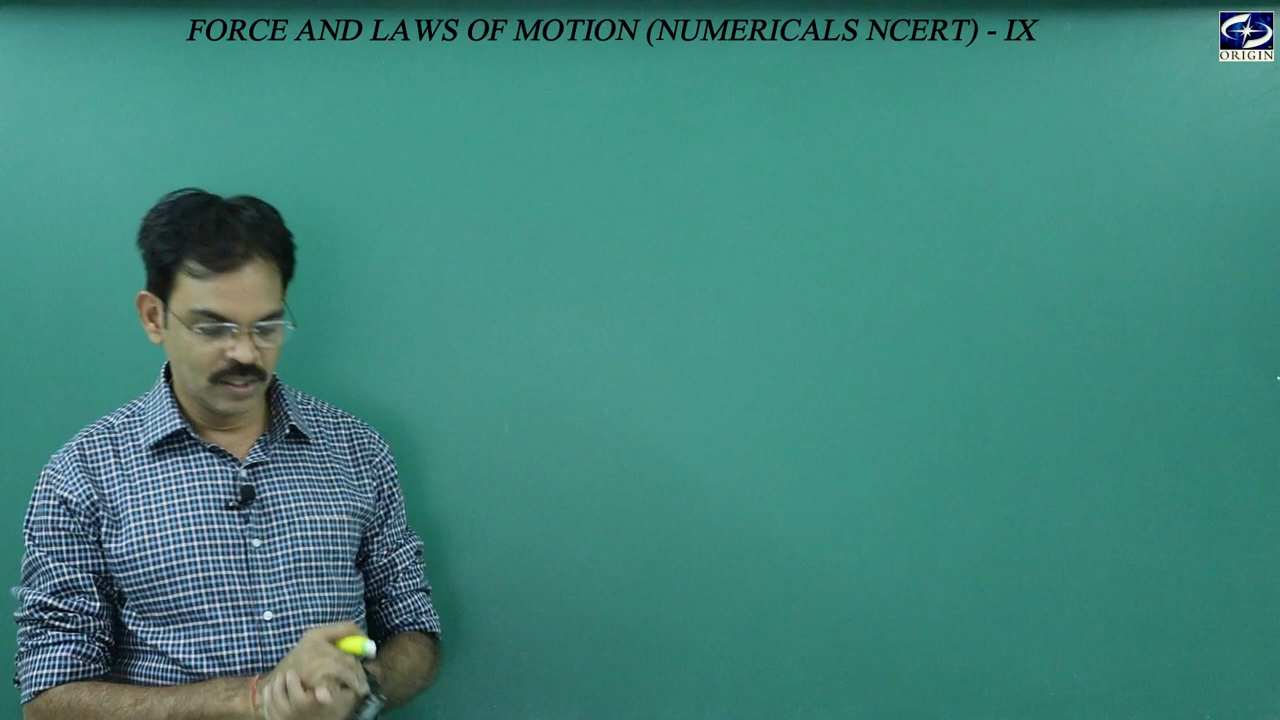 FORCE AND LAWS OF MOTION (NUMERICALS NCERT) - IX
ORIGIN